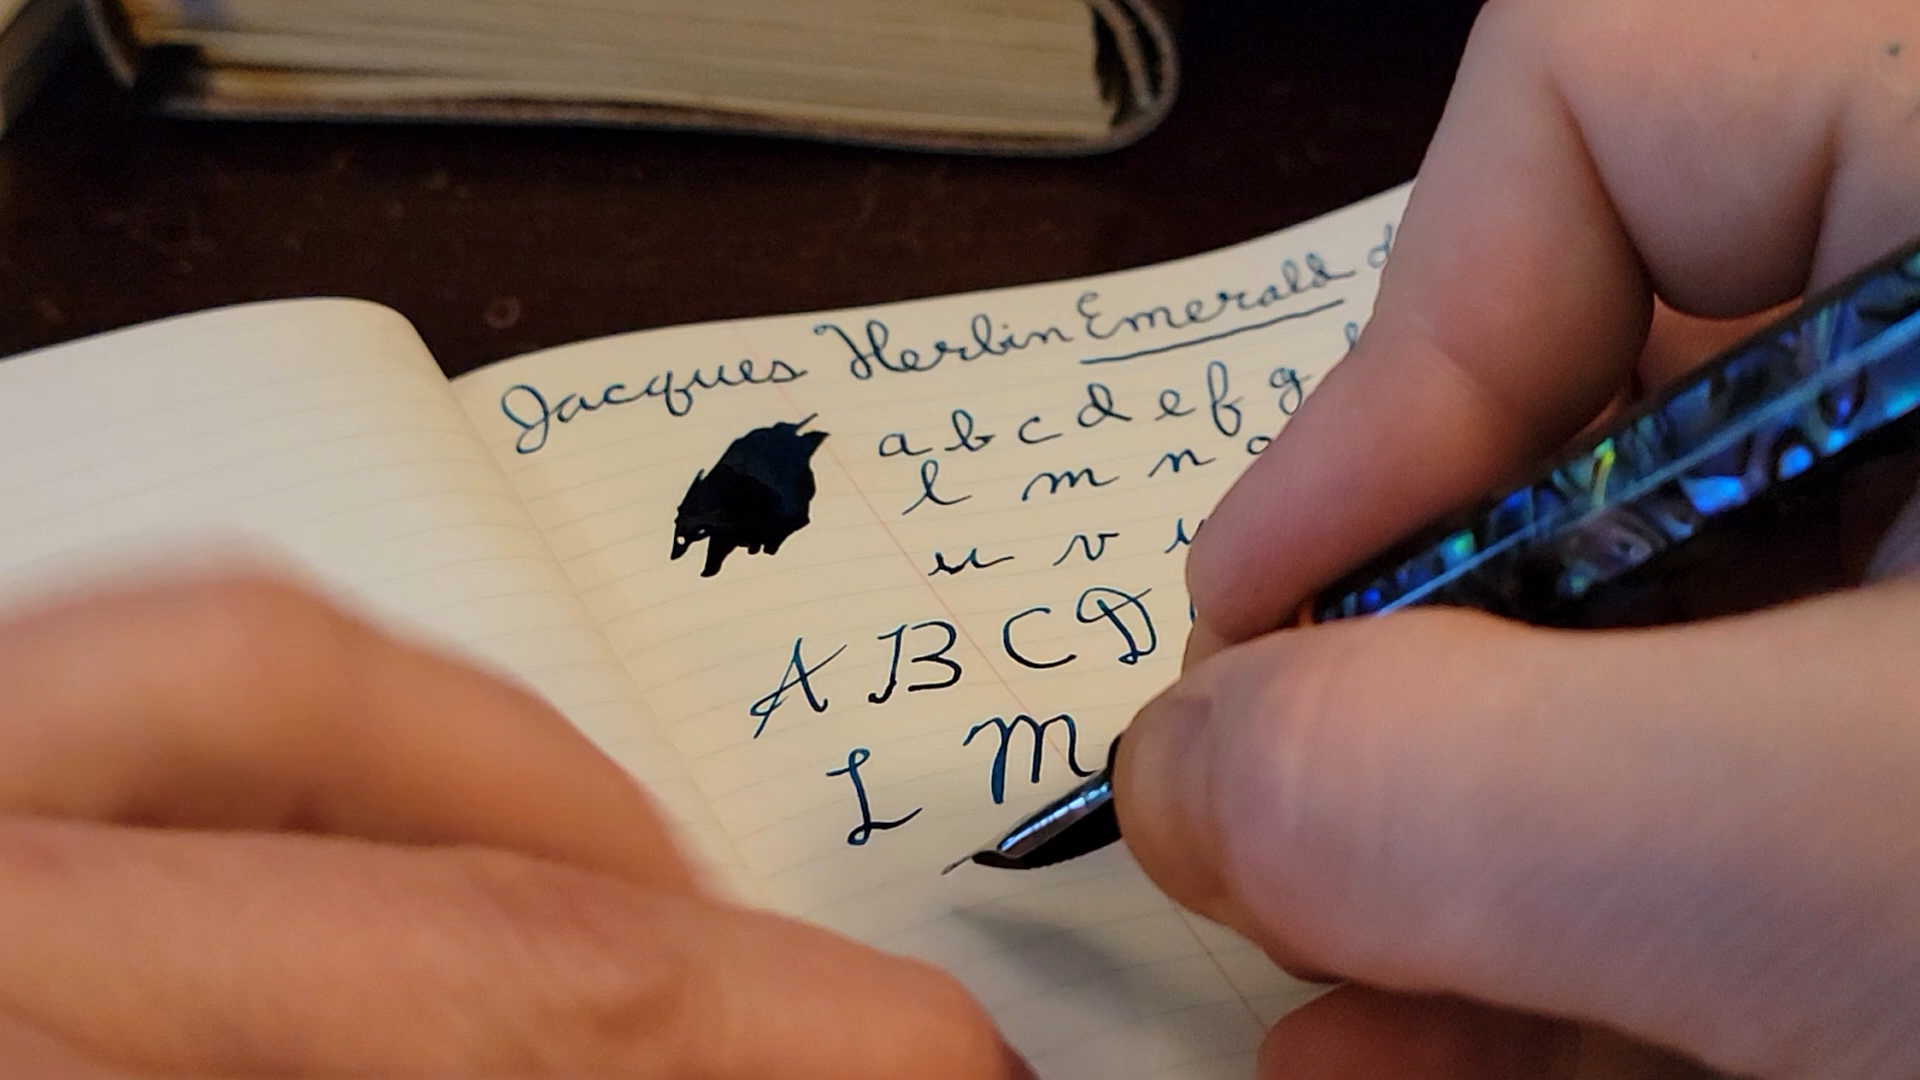 Jacques Herbin Emerald d
a b c d e f g
l m n o
u v
A B C D
L M